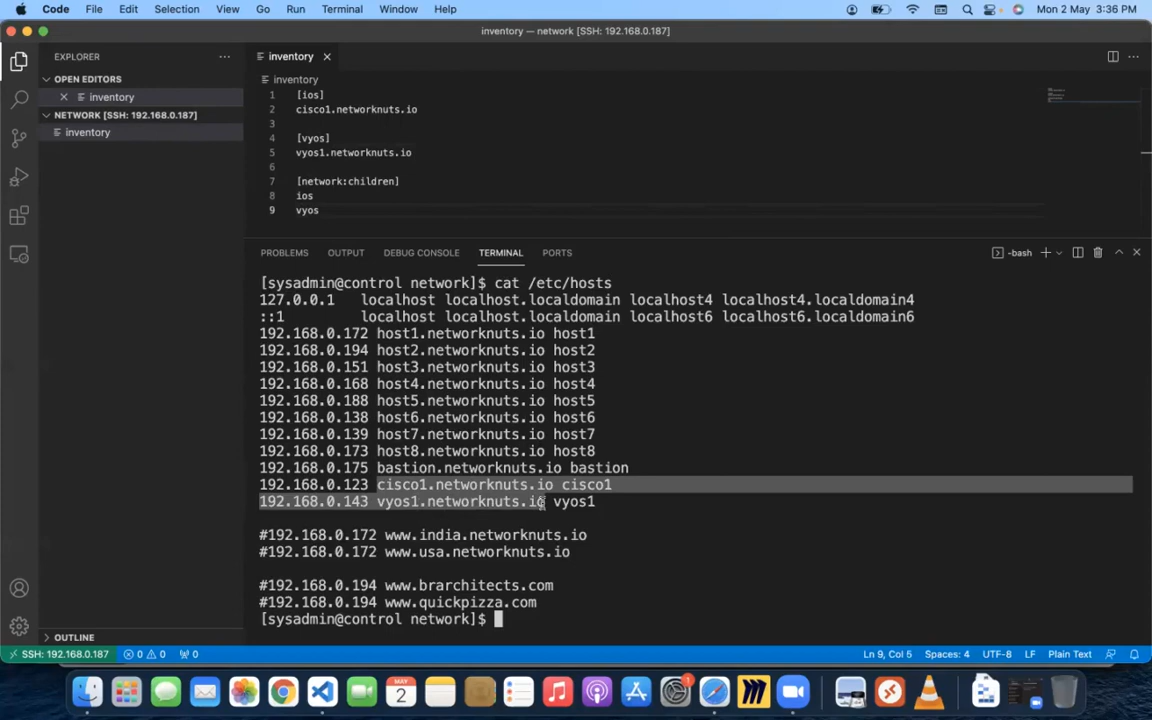 Code File Edit Selection View Go Run Terminal Window Help Mon 2 May 3:36 PM
inventory — network [SSH: 192.168.0.187]
EXPLORER
OPEN EDITORS
inventory
NETWORK [SSH: 192.168.0.187]
inventory
OUTLINE
inventory
inventory
1 [ios]
2 cisco1.networknuts.io
3
4 [vyos]
5 vyos1.networknuts.io
6
7 [network:children]
8 ios
9 vyos
PROBLEMS OUTPUT DEBUG CONSOLE TERMINAL PORTS -bash
[sysadmin@control network]$ cat /etc/hosts
127.0.0.1 localhost localhost.localdomain localhost4 localhost4.localdomain4
::1 localhost localhost.localdomain localhost6 localhost6.localdomain6
192.168.0.172 host1.networknuts.io host1
192.168.0.194 host2.networknuts.io host2
192.168.0.151 host3.networknuts.io host3
192.168.0.168 host4.networknuts.io host4
192.168.0.188 host5.networknuts.io host5
192.168.0.138 host6.networknuts.io host6
192.168.0.139 host7.networknuts.io host7
192.168.0.173 host8.networknuts.io host8
192.168.0.175 bastion.networknuts.io bastion
192.168.0.123 cisco1.networknuts.io cisco1
192.168.0.143 vyos1.networknuts.io vyos1
#192.168.0.172 www.india.networknuts.io
#192.168.0.172 www.usa.networknuts.io
#192.168.0.194 www.brarchitects.com
#192.168.0.194 www.quickpizza.com
[sysadmin@control network]$
SSH: 192.168.0.187 0 0 0 Ln 9, Col 5 Spaces: 4 UTF-8 LF Plain Text
MAY
2
1